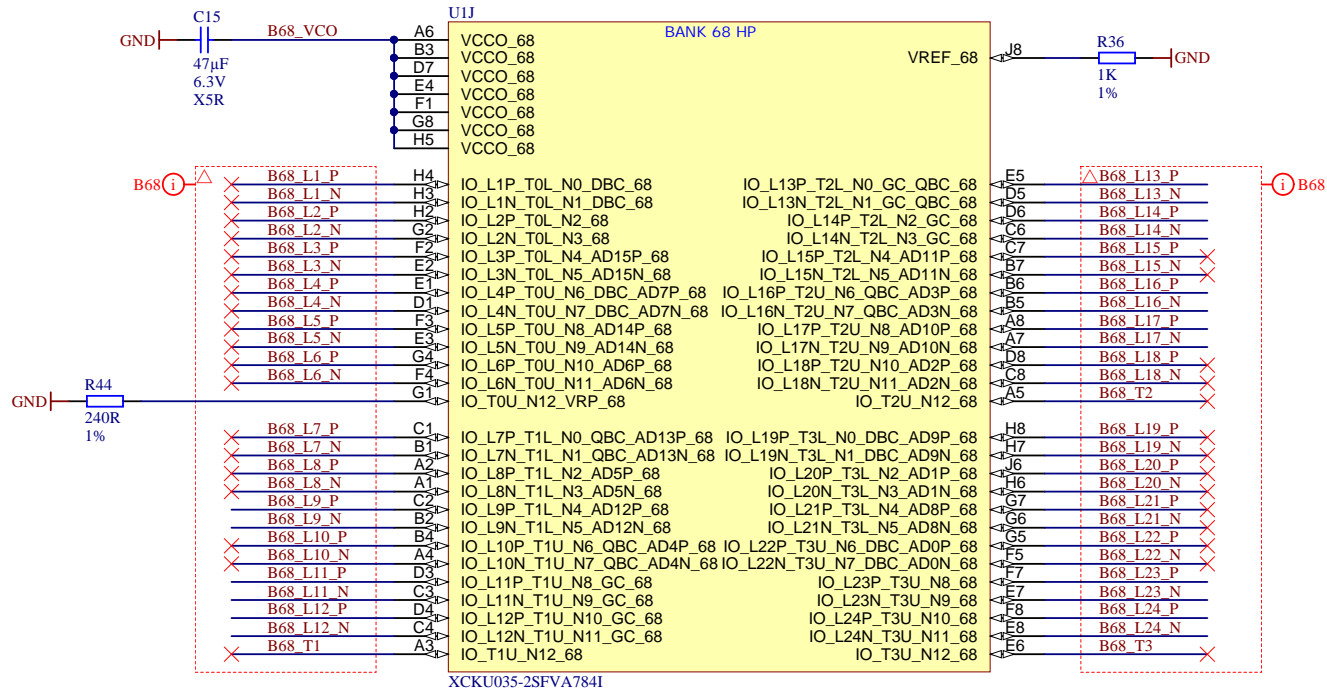 U1J
BANK 68 HP
C15
GND
B68_VCO
47µF
6.3V
X5R
A6 VCCO_68
B3 VCCO_68
D7 VCCO_68
E4 VCCO_68
F1 VCCO_68
G8 VCCO_68
H5 VCCO_68
VREF_68 J8
R36
1K
1%
GND
B68 i
B68_L1_P H4 IO_L1P_T0L_N0_DBC_68
B68_L1_N H3 IO_L1N_T0L_N1_DBC_68
B68_L2_P H2 IO_L2P_T0L_N2_68
B68_L2_N G2 IO_L2N_T0L_N3_68
B68_L3_P F2 IO_L3P_T0L_N4_AD15P_68
B68_L3_N E2 IO_L3N_T0L_N5_AD15N_68
B68_L4_P E1 IO_L4P_T0U_N6_DBC_AD7P_68
B68_L4_N D1 IO_L4N_T0U_N7_DBC_AD7N_68
B68_L5_P F3 IO_L5P_T0U_N8_AD14P_68
B68_L5_N E3 IO_L5N_T0U_N9_AD14N_68
B68_L6_P G4 IO_L6P_T0U_N10_AD6P_68
B68_L6_N F4 IO_L6N_T0U_N11_AD6N_68
GND
R44
240R
1%
G1 IO_T0U_N12_VRP_68
B68_L7_P C1 IO_L7P_T1L_N0_QBC_AD13P_68
B68_L7_N B1 IO_L7N_T1L_N1_QBC_AD13N_68
B68_L8_P A2 IO_L8P_T1L_N2_AD5P_68
B68_L8_N A1 IO_L8N_T1L_N3_AD5N_68
B68_L9_P C2 IO_L9P_T1L_N4_AD12P_68
B68_L9_N B2 IO_L9N_T1L_N5_AD12N_68
B68_L10_P B4 IO_L10P_T1U_N6_QBC_AD4P_68
B68_L10_N A4 IO_L10N_T1U_N7_QBC_AD4N_68
B68_L11_P D3 IO_L11P_T1U_N8_GC_68
B68_L11_N C3 IO_L11N_T1U_N9_GC_68
B68_L12_P D4 IO_L12P_T1U_N10_GC_68
B68_L12_N C4 IO_L12N_T1U_N11_GC_68
B68_T1 A3 IO_T1U_N12_68
IO_L13P_T2L_N0_GC_QBC_68 E5 B68_L13_P
IO_L13N_T2L_N1_GC_QBC_68 D5 B68_L13_N
IO_L14P_T2L_N2_GC_68 D6 B68_L14_P
IO_L14N_T2L_N3_GC_68 C6 B68_L14_N
IO_L15P_T2L_N4_AD11P_68 C7 B68_L15_P
IO_L15N_T2L_N5_AD11N_68 B7 B68_L15_N
IO_L16P_T2U_N6_QBC_AD3P_68 B6 B68_L16_P
IO_L16N_T2U_N7_QBC_AD3N_68 B5 B68_L16_N
IO_L17P_T2U_N8_AD10P_68 A8 B68_L17_P
IO_L17N_T2U_N9_AD10N_68 A7 B68_L17_N
IO_L18P_T2U_N10_AD2P_68 D8 B68_L18_P
IO_L18N_T2U_N11_AD2N_68 C8 B68_L18_N
IO_T2U_N12_68 A5 B68_T2
IO_L19P_T3L_N0_DBC_AD9P_68 H8 B68_L19_P
IO_L19N_T3L_N1_DBC_AD9N_68 H7 B68_L19_N
IO_L20P_T3L_N2_AD1P_68 J6 B68_L20_P
IO_L20N_T3L_N3_AD1N_68 H6 B68_L20_N
IO_L21P_T3L_N4_AD8P_68 G7 B68_L21_P
IO_L21N_T3L_N5_AD8N_68 G6 B68_L21_N
IO_L22P_T3U_N6_DBC_AD0P_68 G5 B68_L22_P
IO_L22N_T3U_N7_DBC_AD0N_68 F5 B68_L22_N
IO_L23P_T3U_N8_68 F7 B68_L23_P
IO_L23N_T3U_N9_68 E7 B68_L23_N
IO_L24P_T3U_N10_68 F8 B68_L24_P
IO_L24N_T3U_N11_68 E8 B68_L24_N
IO_T3U_N12_68 E6 B68_T3
i B68
XCKU035-2SFVA784I